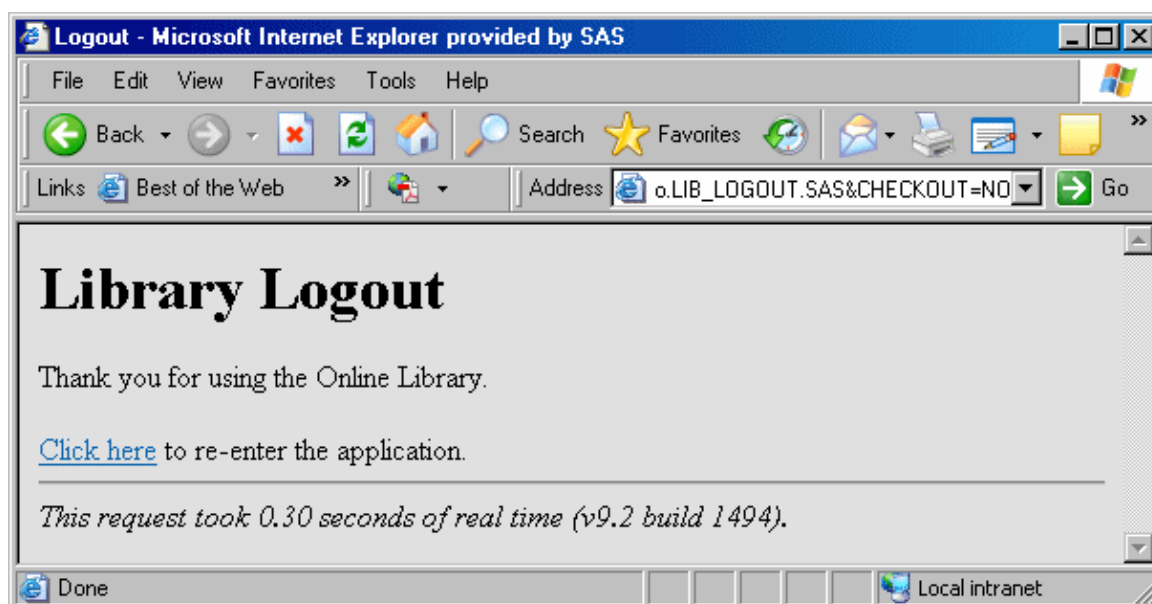 Logout - Microsoft Internet Explorer provided by SAS
File Edit View Favorites Tools Help
Back Search Favorites »
Links Best of the Web » Address o.LIB_LOGOUT.SAS&CHECKOUT=NO Go
Library Logout
Thank you for using the Online Library.
Click here to re-enter the application.
This request took 0.30 seconds of real time (v9.2 build 1494).
Done Local intranet